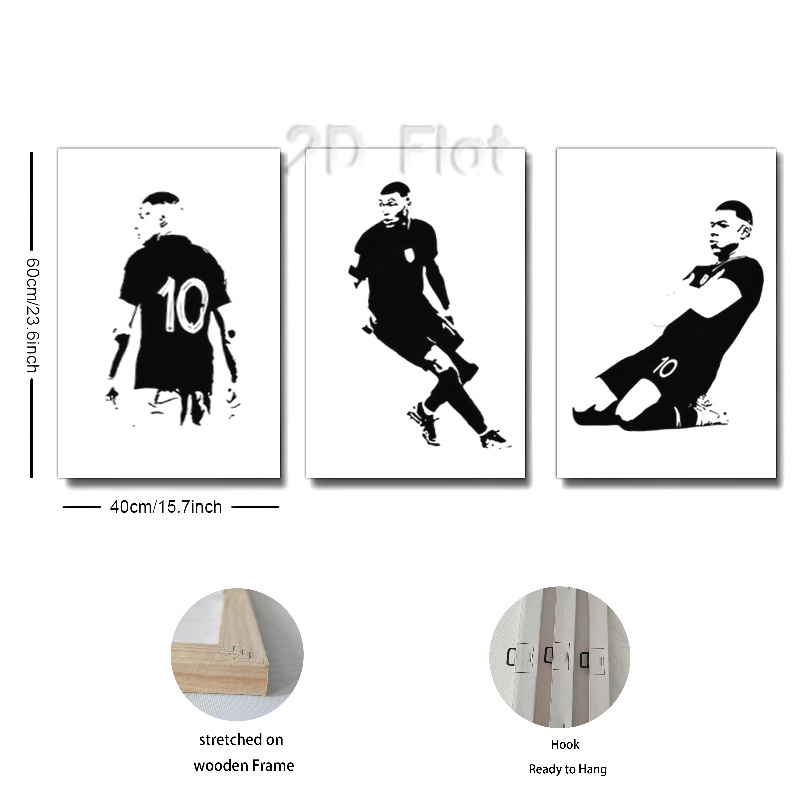 2D Flat
60cm/23.6inch
10
10
40cm/15.7inch
stretched on
wooden Frame
Hook
Ready to Hang